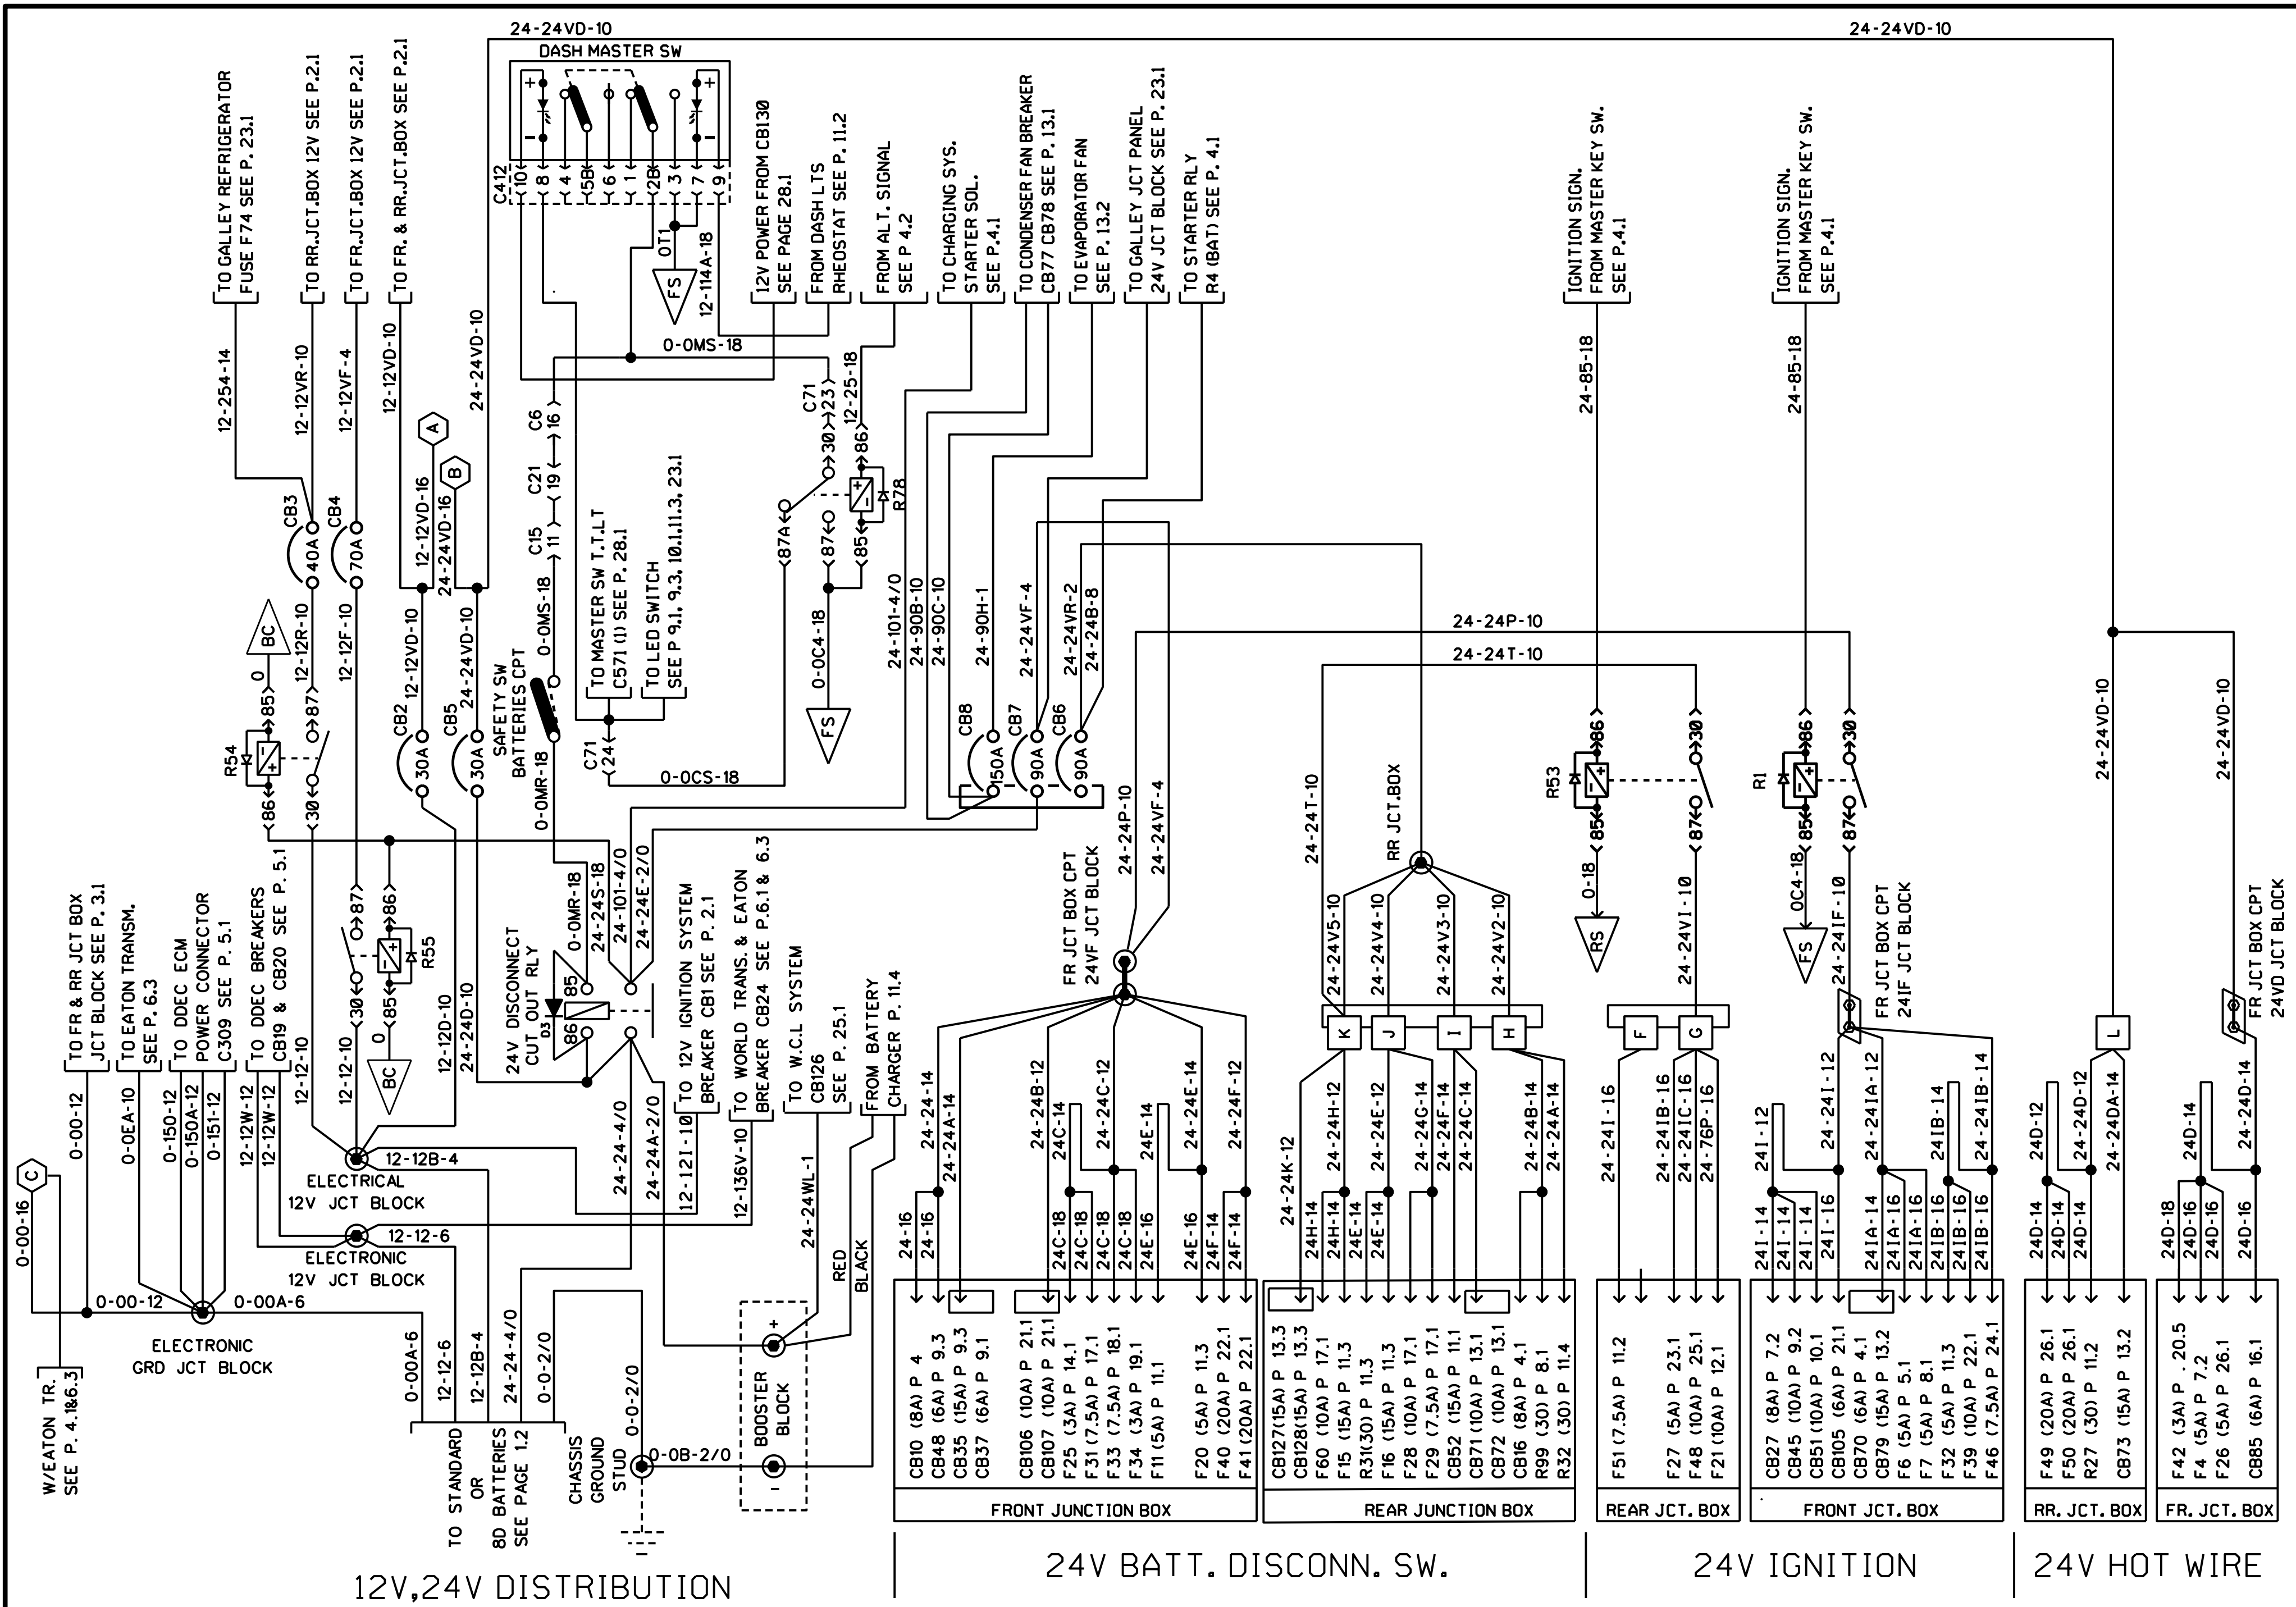 24-24VD-10
24-24VD-10
DASH MASTER SW
C412
10
8
4
5B
6
1
2B
3
7
9
+
-
+
-
TO GALLEY REFRIGERATOR
FUSE F74 SEE P. 23.1
TO RR.JCT.BOX 12V SEE P.2.1
TO FR.JCT.BOX 12V SEE P.2.1
TO FR. & RR.JCT.BOX SEE P.2.1
0T1
FS
12-114A-18
12V POWER FROM CB130
SEE PAGE 28.1
FROM DASH LTS
RHEOSTAT SEE P. 11.2
FROM ALT. SIGNAL
SEE P 4.2
TO CHARGING SYS.
STARTER SOL.
SEE P.4.1
TO CONDENSER FAN BREAKER
CB77 CB78 SEE P. 13.1
TO EVAPORATOR FAN
SEE P. 13.2
TO GALLEY JCT PANEL
24V JCT BLOCK SEE P. 23.1
TO STARTER RLY
R4 (BAT) SEE P. 4.1
IGNITION SIGN.
FROM MASTER KEY SW.
SEE P.4.1
IGNITION SIGN.
FROM MASTER KEY SW.
SEE P.4.1
12-254-14
12-12VR-10
12-12VF-4
12-12VD-10
24-24VD-10
0-0MS-18
12-25-18
24-85-18
24-85-18
A
B
12-12VD-16
24-24VD-16
C6
16
C21
19
C15
11
C71
23
30
86
87A
87
85
R78
CB3
40A
CB4
70A
0-0MS-18
TO MASTER SW T.T.LT
C571 (1) SEE P. 28.1
TO LED SWITCH
SEE P 9.1, 9.3, 10.1,11.3, 23.1
0-0C4-18
FS
24-101-4/0
24-90B-10
24-90C-10
24-90H-1
24-24VF-4
24-24VR-2
24-24B-8
BC
0
85
12-12R-10
87
12-12F-10
12-12VD-10
24-24VD-10
R54
86
30
CB2
30A
CB5
30A
SAFETY SW
BATTERIES CPT
0-0MR-18
C71
24
0-0CS-18
CB8
150A
CB7
90A
CB6
90A
24-24P-10
24-24T-10
24-24P-10
24-24VF-4
24-24T-10
RR JCT.BOX
R53
86
85
30
87
R1
86
85
30
87
24-24VD-10
24-24VD-10
TO FR & RR JCT BOX
JCT BLOCK SEE P. 3.1
TO EATON TRANSM.
SEE P. 6.3
TO DDEC ECM
POWER CONNECTOR
C309 SEE P. 5.1
TO DDEC BREAKERS
CB19 & CB20 SEE P. 5.1
87
86
30
85
R55
0
BC
12-12-10
12-12-10
12-12D-10
24-24D-10
24V DISCONNECT
CUT OUT RLY
D3
86
85
0-0MR-18
24-24S-18
24-101-4/0
24-24E-2/0
TO 12V IGNITION SYSTEM
BREAKER CB1 SEE P. 2.1
TO WORLD TRANS. & EATON
BREAKER CB24 SEE P.6.1 & 6.3
TO W.C.L SYSTEM
CB126
SEE P. 25.1
FROM BATTERY
CHARGER P. 11.4
FR JCT BOX CPT
24VF JCT BLOCK
24-24V5-10
24-24V4-10
24-24V3-10
24-24V2-10
K
J
I
H
0-18
RS
24-24VI-10
F
G
0C4-18
FS
24-24IF-10
FR JCT BOX CPT
24IF JCT BLOCK
L
FR JCT BOX CPT
24VD JCT BLOCK
C
0-00-16
0-00-12
0-0EA-10
0-150-12
0-150A-12
0-151-12
12-12W-12
12-12W-12
12-12B-4
ELECTRICAL
12V JCT BLOCK
12-12-6
ELECTRONIC
12V JCT BLOCK
0-00-12
0-00A-6
ELECTRONIC
GRD JCT BLOCK
24-24-4/0
24-24A-2/0
12-12I-10
12-136V-10
24-24WL-1
RED
BLACK
24-24-14
24-24A-14
24-24B-12
24C-14
24-24C-12
24E-14
24-24E-14
24-24F-12
24-16
24-16
24C-18
24C-18
24C-18
24C-18
24E-16
24E-16
24F-14
24F-14
24-24K-12
24-24H-12
24-24E-12
24-24G-14
24-24F-14
24-24C-14
24-24B-14
24-24A-14
24H-14
24H-14
24E-14
24E-14
24-24I-16
24-24IB-16
24-24IC-16
24-76P-16
24I-12
24-24I-12
24-24IA-12
24IB-14
24-24IB-14
24I-14
24I-14
24I-14
24I-16
24IA-14
24IA-16
24IA-16
24IB-16
24IB-16
24IB-16
24D-12
24-24D-12
24-24DA-14
24D-14
24D-14
24D-14
24D-14
24-24D-14
24D-18
24D-16
24D-16
24D-16
W/EATON TR.
SEE P. 4.1&6.3
0-00A-6
12-12-6
12-12B-4
24-24-4/0
0-0-2/0
TO STANDARD
OR
8D BATTERIES
SEE PAGE 1.2
CHASSIS
GROUND
STUD
0-0-2/0
0-0B-2/0
+
BOOSTER
BLOCK
-
CB10 (8A) P 4
CB48 (6A) P 9.3
CB35 (15A) P 9.3
CB37 (6A) P 9.1
CB106 (10A) P 21.1
CB107 (10A) P 21.1
F25 (3A) P 14.1
F31 (7.5A) P 17.1
F33 (7.5A) P 18.1
F34 (3A) P 19.1
F11 (5A) P 11.1
F20 (5A) P 11.3
F40 (20A) P 22.1
F41 (20A) P 22.1
FRONT JUNCTION BOX
CB127(15A) P 13.3
CB128(15A) P 13.3
F60 (10A) P 17.1
F15 (15A) P 11.3
R31(30) P 11.3
F16 (15A) P 11.3
F28 (10A) P 17.1
F29 (7.5A) P 17.1
CB52 (15A) P 11.1
CB71 (10A) P 13.1
CB72 (10A) P 13.1
CB16 (8A) P 4.1
R99 (30) P 8.1
R32 (30) P 11.4
REAR JUNCTION BOX
F51 (7.5A) P 11.2
F27 (5A) P 23.1
F48 (10A) P 25.1
F21 (10A) P 12.1
REAR JCT. BOX
CB27 (8A) P 7.2
CB45 (10A) P 9.2
CB51 (10A) P 10.1
CB105 (6A) P 21.1
CB70 (6A) P 4.1
CB79 (15A) P 13.2
F6 (5A) P 5.1
F7 (5A) P 8.1
F32 (5A) P 11.3
F39 (10A) P 22.1
F46 (7.5A) P 24.1
FRONT JCT. BOX
F49 (20A) P 26.1
F50 (20A) P 26.1
R27 (30) P 11.2
CB73 (15A) P 13.2
RR. JCT. BOX
F42 (3A) P . 20.5
F4 (5A) P 7.2
F26 (5A) P 26.1
CB85 (6A) P 16.1
FR. JCT. BOX
12V,24V DISTRIBUTION
24V BATT. DISCONN. SW.
24V IGNITION
24V HOT WIRE